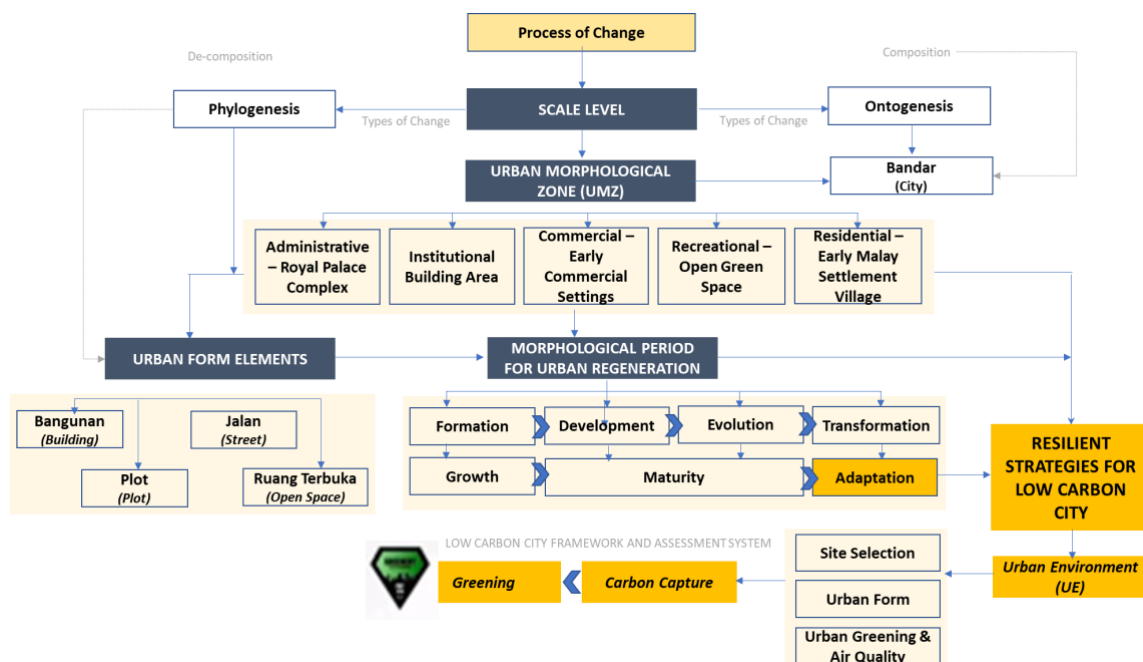 Process of Change
De-composition
Composition
Phylogenesis
SCALE LEVEL
Ontogenesis
Types of Change
Types of Change
URBAN MORPHOLOGICAL
ZONE (UMZ)
Bandar
(City)
Administrative
– Royal Palace
Complex
Institutional
Building Area
Commercial –
Early
Commercial
Settings
Recreational –
Open Green
Space
Residential –
Early Malay
Settlement
Village
URBAN FORM ELEMENTS
MORPHOLOGICAL PERIOD
FOR URBAN REGENERATION
Bangunan
(Building)
Jalan
(Street)
Plot
(Plot)
Ruang Terbuka
(Open Space)
Formation
Development
Evolution
Transformation
Growth
Maturity
Adaptation
RESILIENT
STRATEGIES FOR
LOW CARBON
CITY
LOW CARBON CITY FRAMEWORK AND ASSESSMENT SYSTEM
Greening
Carbon Capture
Site Selection
Urban Form
Urban Greening &
Air Quality
Urban Environment
(UE)